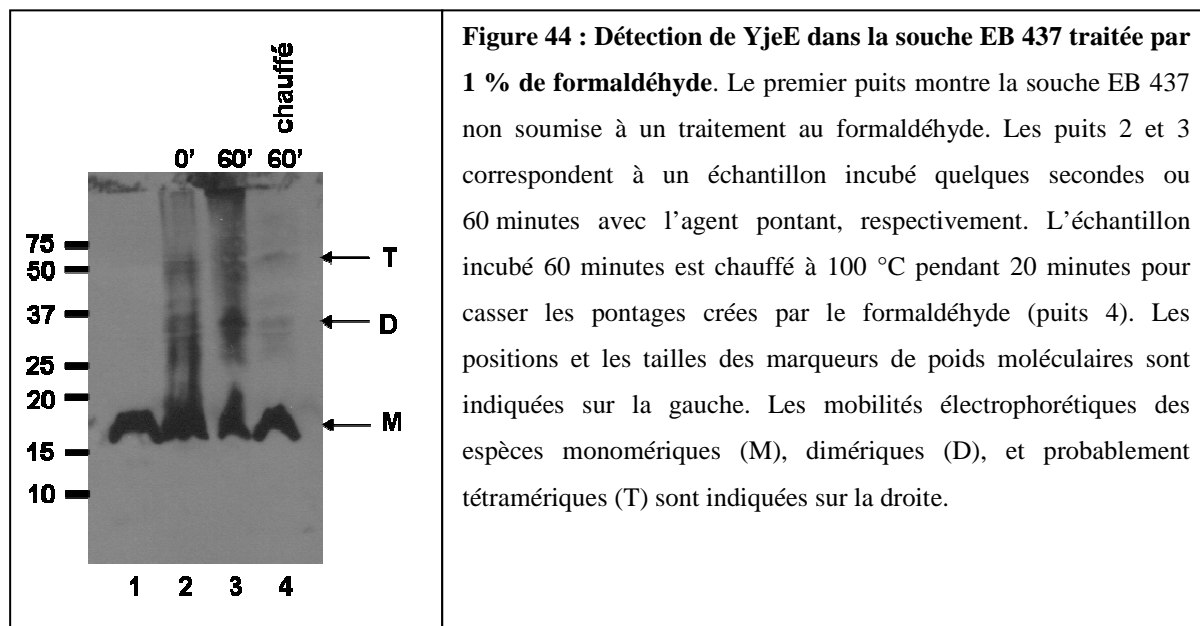 chauffé
0' 60' 60'
75
50
37
25
20
15
10
T
D
M
1 2 3 4
Figure 44 : Détection de YjeE dans la souche EB 437 traitée par
1 % de formaldéhyde. Le premier puits montre la souche EB 437
non soumise à un traitement au formaldéhyde. Les puits 2 et 3
correspondent à un échantillon incubé quelques secondes ou
60 minutes avec l'agent pontant, respectivement. L'échantillon
incubé 60 minutes est chauffé à 100 °C pendant 20 minutes pour
casser les pontages crées par le formaldéhyde (puits 4). Les
positions et les tailles des marqueurs de poids moléculaires sont
indiquées sur la gauche. Les mobilités électrophorétiques des
espèces monomériques (M), dimériques (D), et probablement
tétramériques (T) sont indiquées sur la droite.